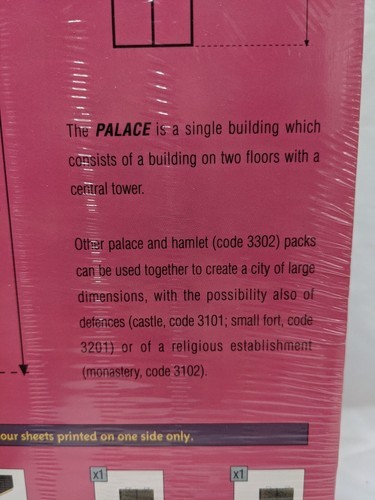 The PALACE is a single building which
consists of a building on two floors with a
central tower.
Other palace and hamlet (code 3302) packs
can be used together to create a city of large
dimensions, with the possibility also of
defences (castle, code 3101; small fort, code
3201) or of a religious establishment
(monastery, code 3102).
our sheets printed on one side only.
x1
x1